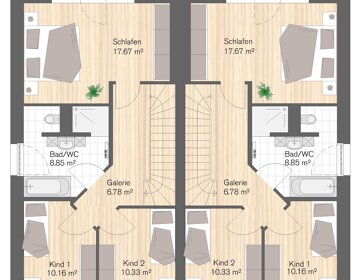 Schlafen
17.67 m²
Schlafen
17.67 m²
Bad/WC
8.85 m²
Galerie
6.78 m²
Galerie
6.78 m²
Bad/WC
8.85 m²
Kind 1
10.16 m²
Kind 2
10.33 m²
Kind 2
10.33 m²
Kind 1
10.16 m²